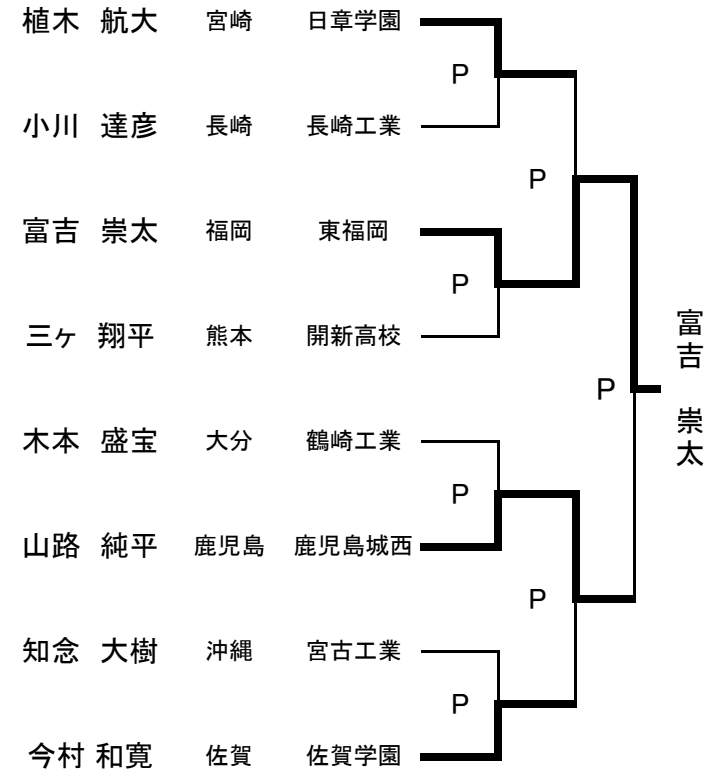 植木 航大 宮崎 日章学園
P
小川 達彦 長崎 長崎工業
P
富吉 崇太 福岡 東福岡
P
三ヶ 翔平 熊本 開新高校
富吉 崇太
P
木本 盛宝 大分 鶴崎工業
P
山路 純平 鹿児島 鹿児島城西
P
知念 大樹 沖縄 宮古工業
P
今村 和寛 佐賀 佐賀学園